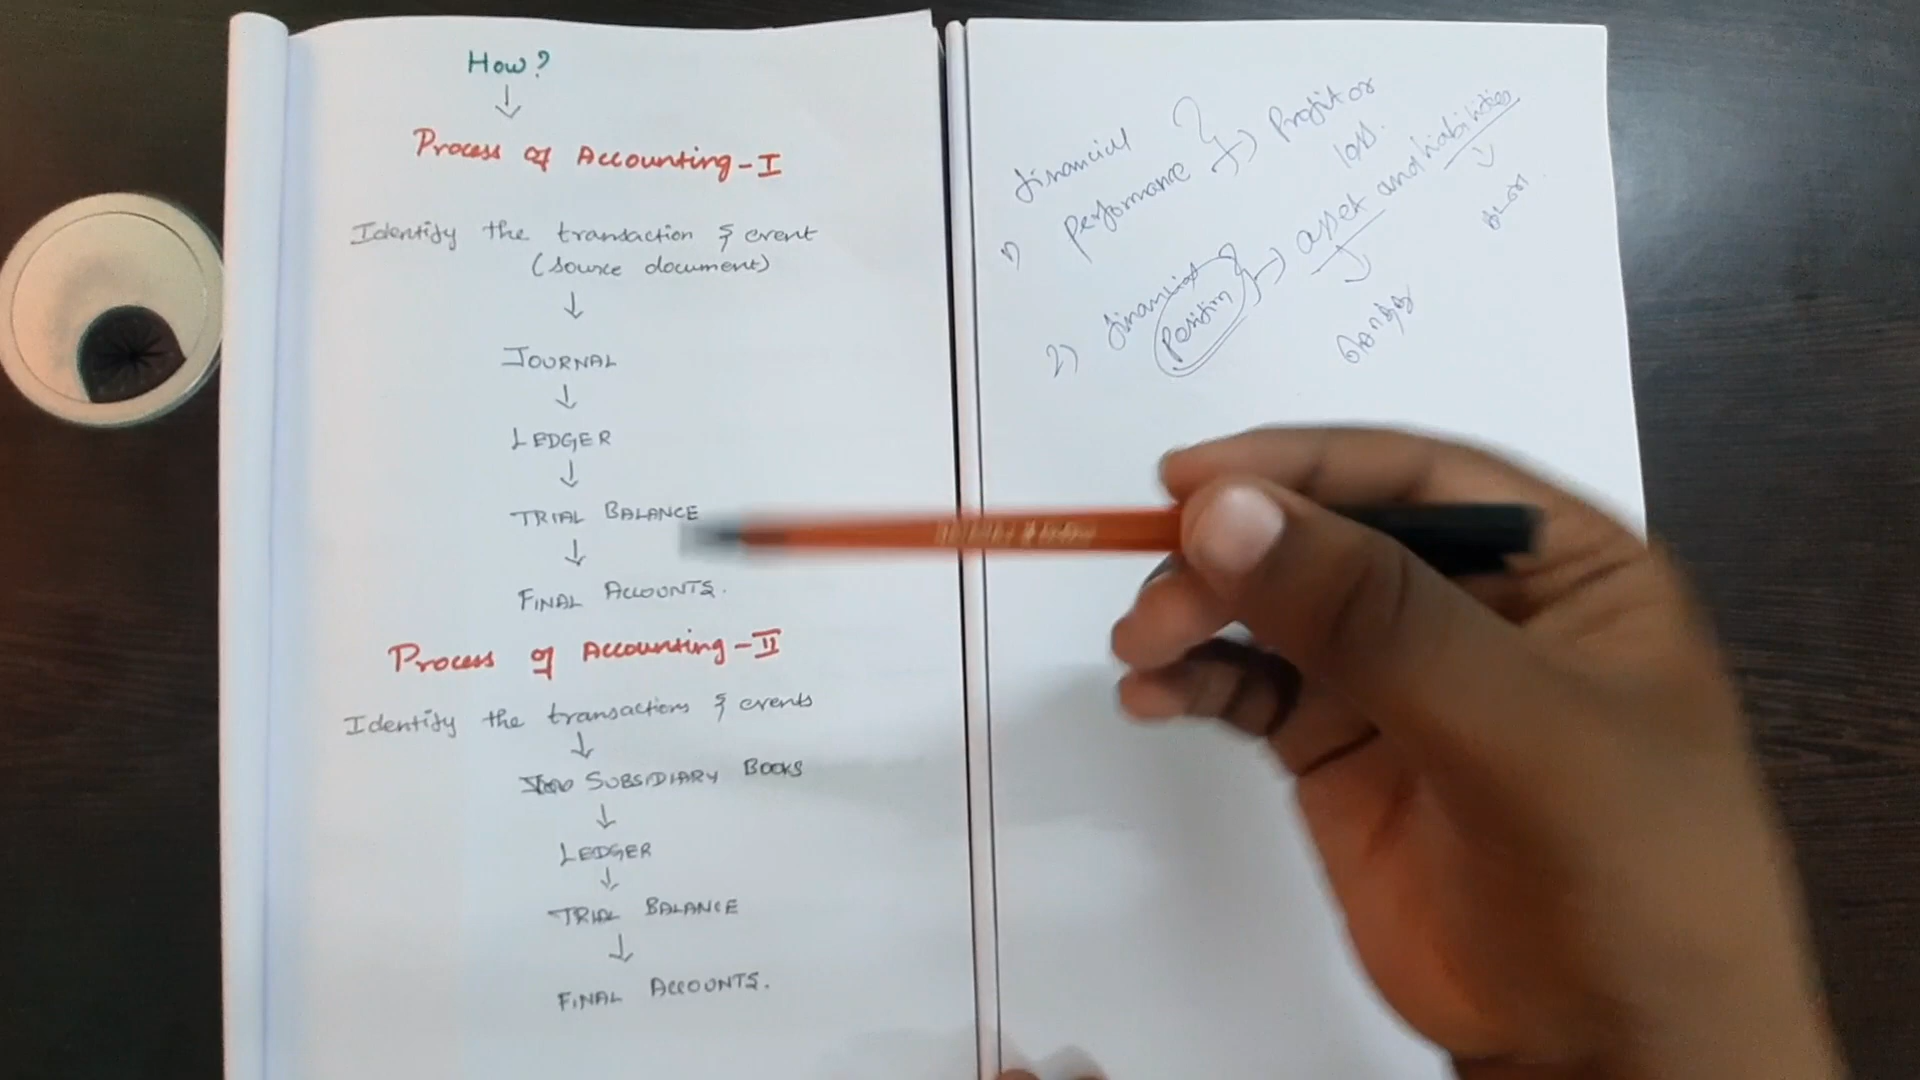 How?
Process of Accounting - I
Identify the transaction & event
(source document)
JOURNAL
LEDGER
TRIAL BALANCE
FINAL ACCOUNTS.
Process of Accounting - II
Identify the transactions & events
SUBSIDIARY BOOKS
LEDGER
TRIAL BALANCE
FINAL ACCOUNTS.
1) financial performance } → Profit or loss.
2) financial Position } → asset and liabilities
சொத்து
கடன்